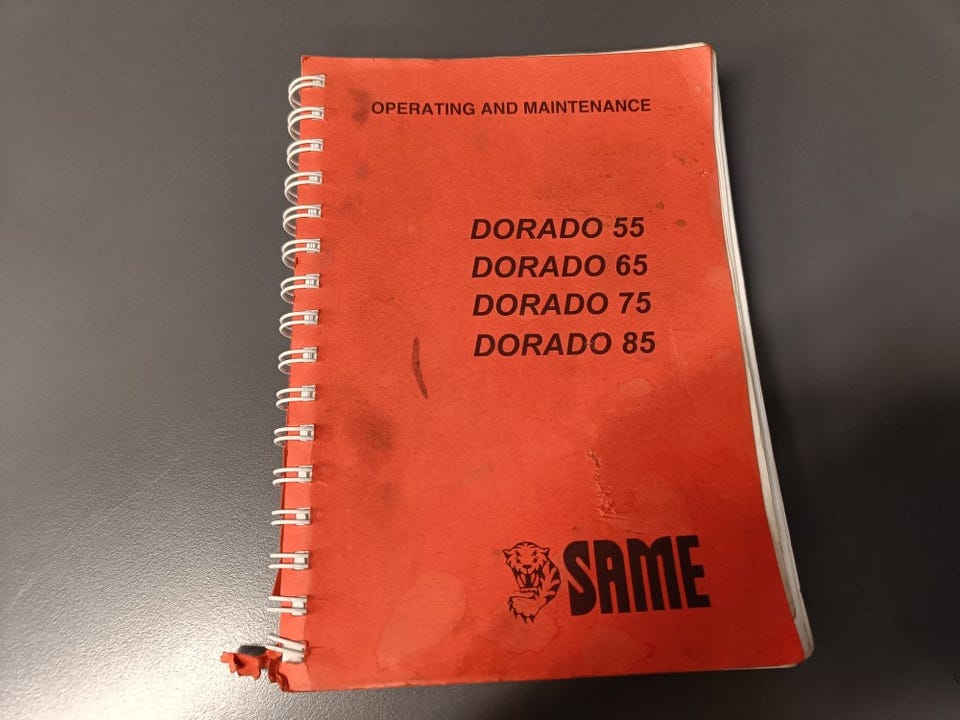 OPERATING AND MAINTENANCE
DORADO 55
DORADO 65
DORADO 75
DORADO 85
SAME